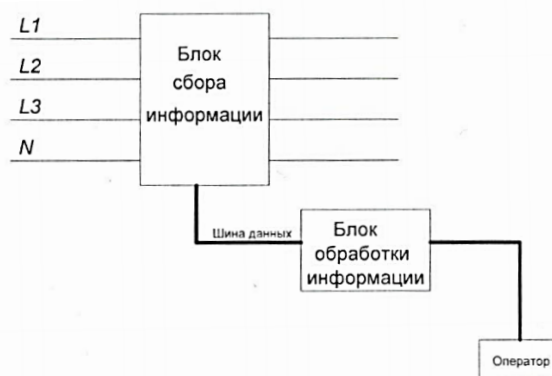 L1
L2
L3
N
Блок
сбора
информации
Шина данных
Блок
обработки
информации
Оператор